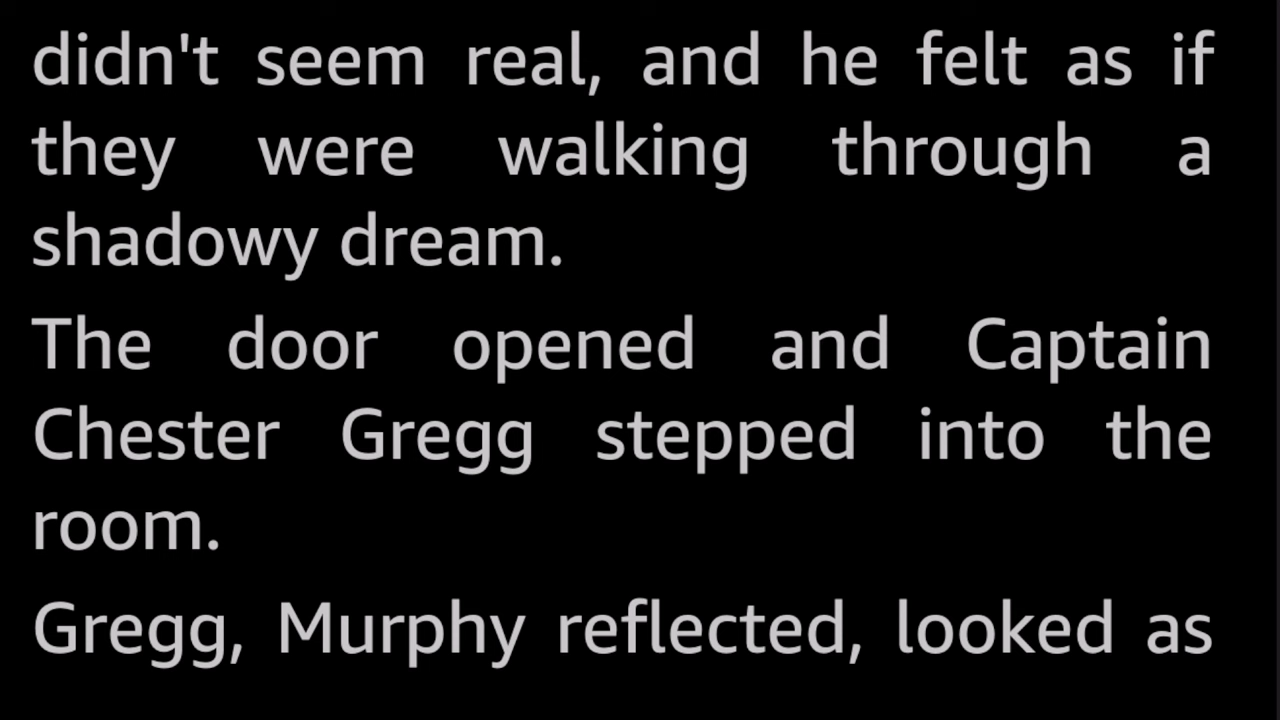 didn't seem real, and he felt as if
they were walking through a
shadowy dream.
The door opened and Captain
Chester Gregg stepped into the
room.
Gregg, Murphy reflected, looked as